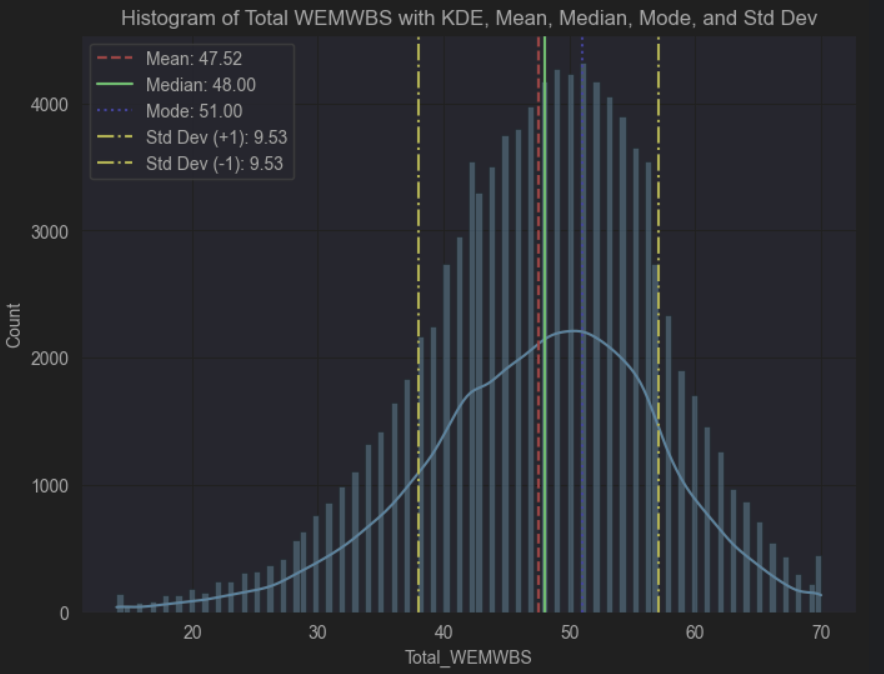 Histogram of Total WEMWBS with KDE, Mean, Median, Mode, and Std Dev
Mean: 47.52
Median: 48.00
Mode: 51.00
Std Dev (+1): 9.53
Std Dev (-1): 9.53
4000
3000
2000
1000
0
Count
20 30 40 50 60 70
Total_WEMWBS